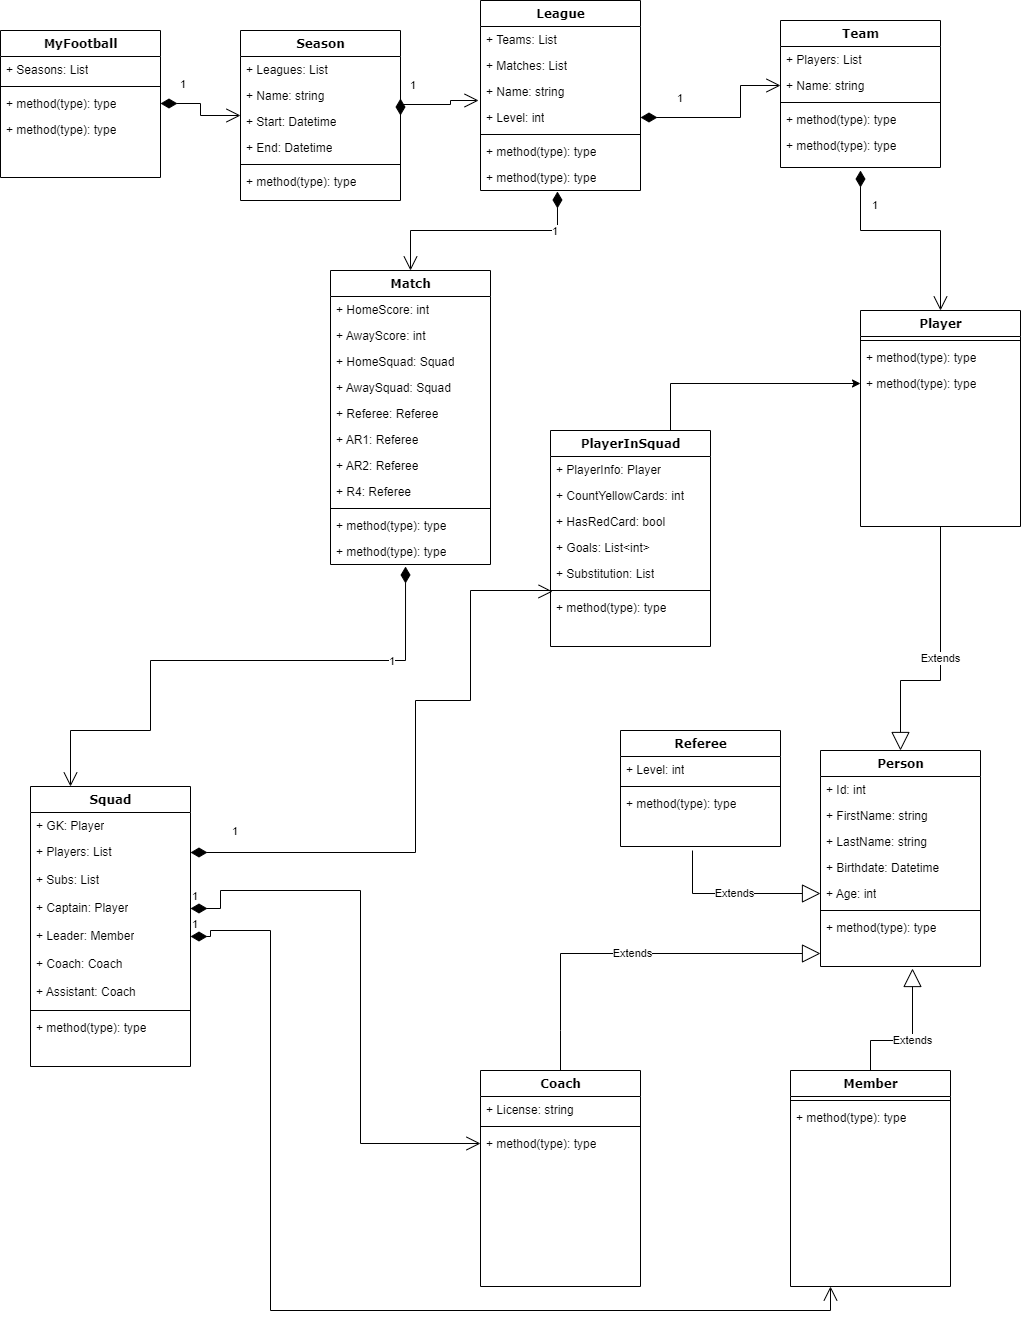 MyFootball
+ Seasons: List
+ method(type): type
+ method(type): type
1
Season
+ Leagues: List
+ Name: string
+ Start: Datetime
+ End: Datetime
+ method(type): type
1
League
+ Teams: List
+ Matches: List
+ Name: string
+ Level: int
+ method(type): type
+ method(type): type
1
Team
+ Players: List
+ Name: string
+ method(type): type
+ method(type): type
1
1
Match
+ HomeScore: int
+ AwayScore: int
+ HomeSquad: Squad
+ AwaySquad: Squad
+ Referee: Referee
+ AR1: Referee
+ AR2: Referee
+ R4: Referee
+ method(type): type
+ method(type): type
1
Player
+ method(type): type
+ method(type): type
Extends
PlayerInSquad
+ PlayerInfo: Player
+ CountYellowCards: int
+ HasRedCard: bool
+ Goals: List<int>
+ Substitution: List
+ method(type): type
Referee
+ Level: int
+ method(type): type
Extends
Person
+ Id: int
+ FirstName: string
+ LastName: string
+ Birthdate: Datetime
+ Age: int
+ method(type): type
Squad
+ GK: Player
+ Players: List
+ Subs: List
+ Captain: Player
+ Leader: Member
+ Coach: Coach
+ Assistant: Coach
+ method(type): type
1
1
1
Extends
Extends
Coach
+ License: string
+ method(type): type
Member
+ method(type): type